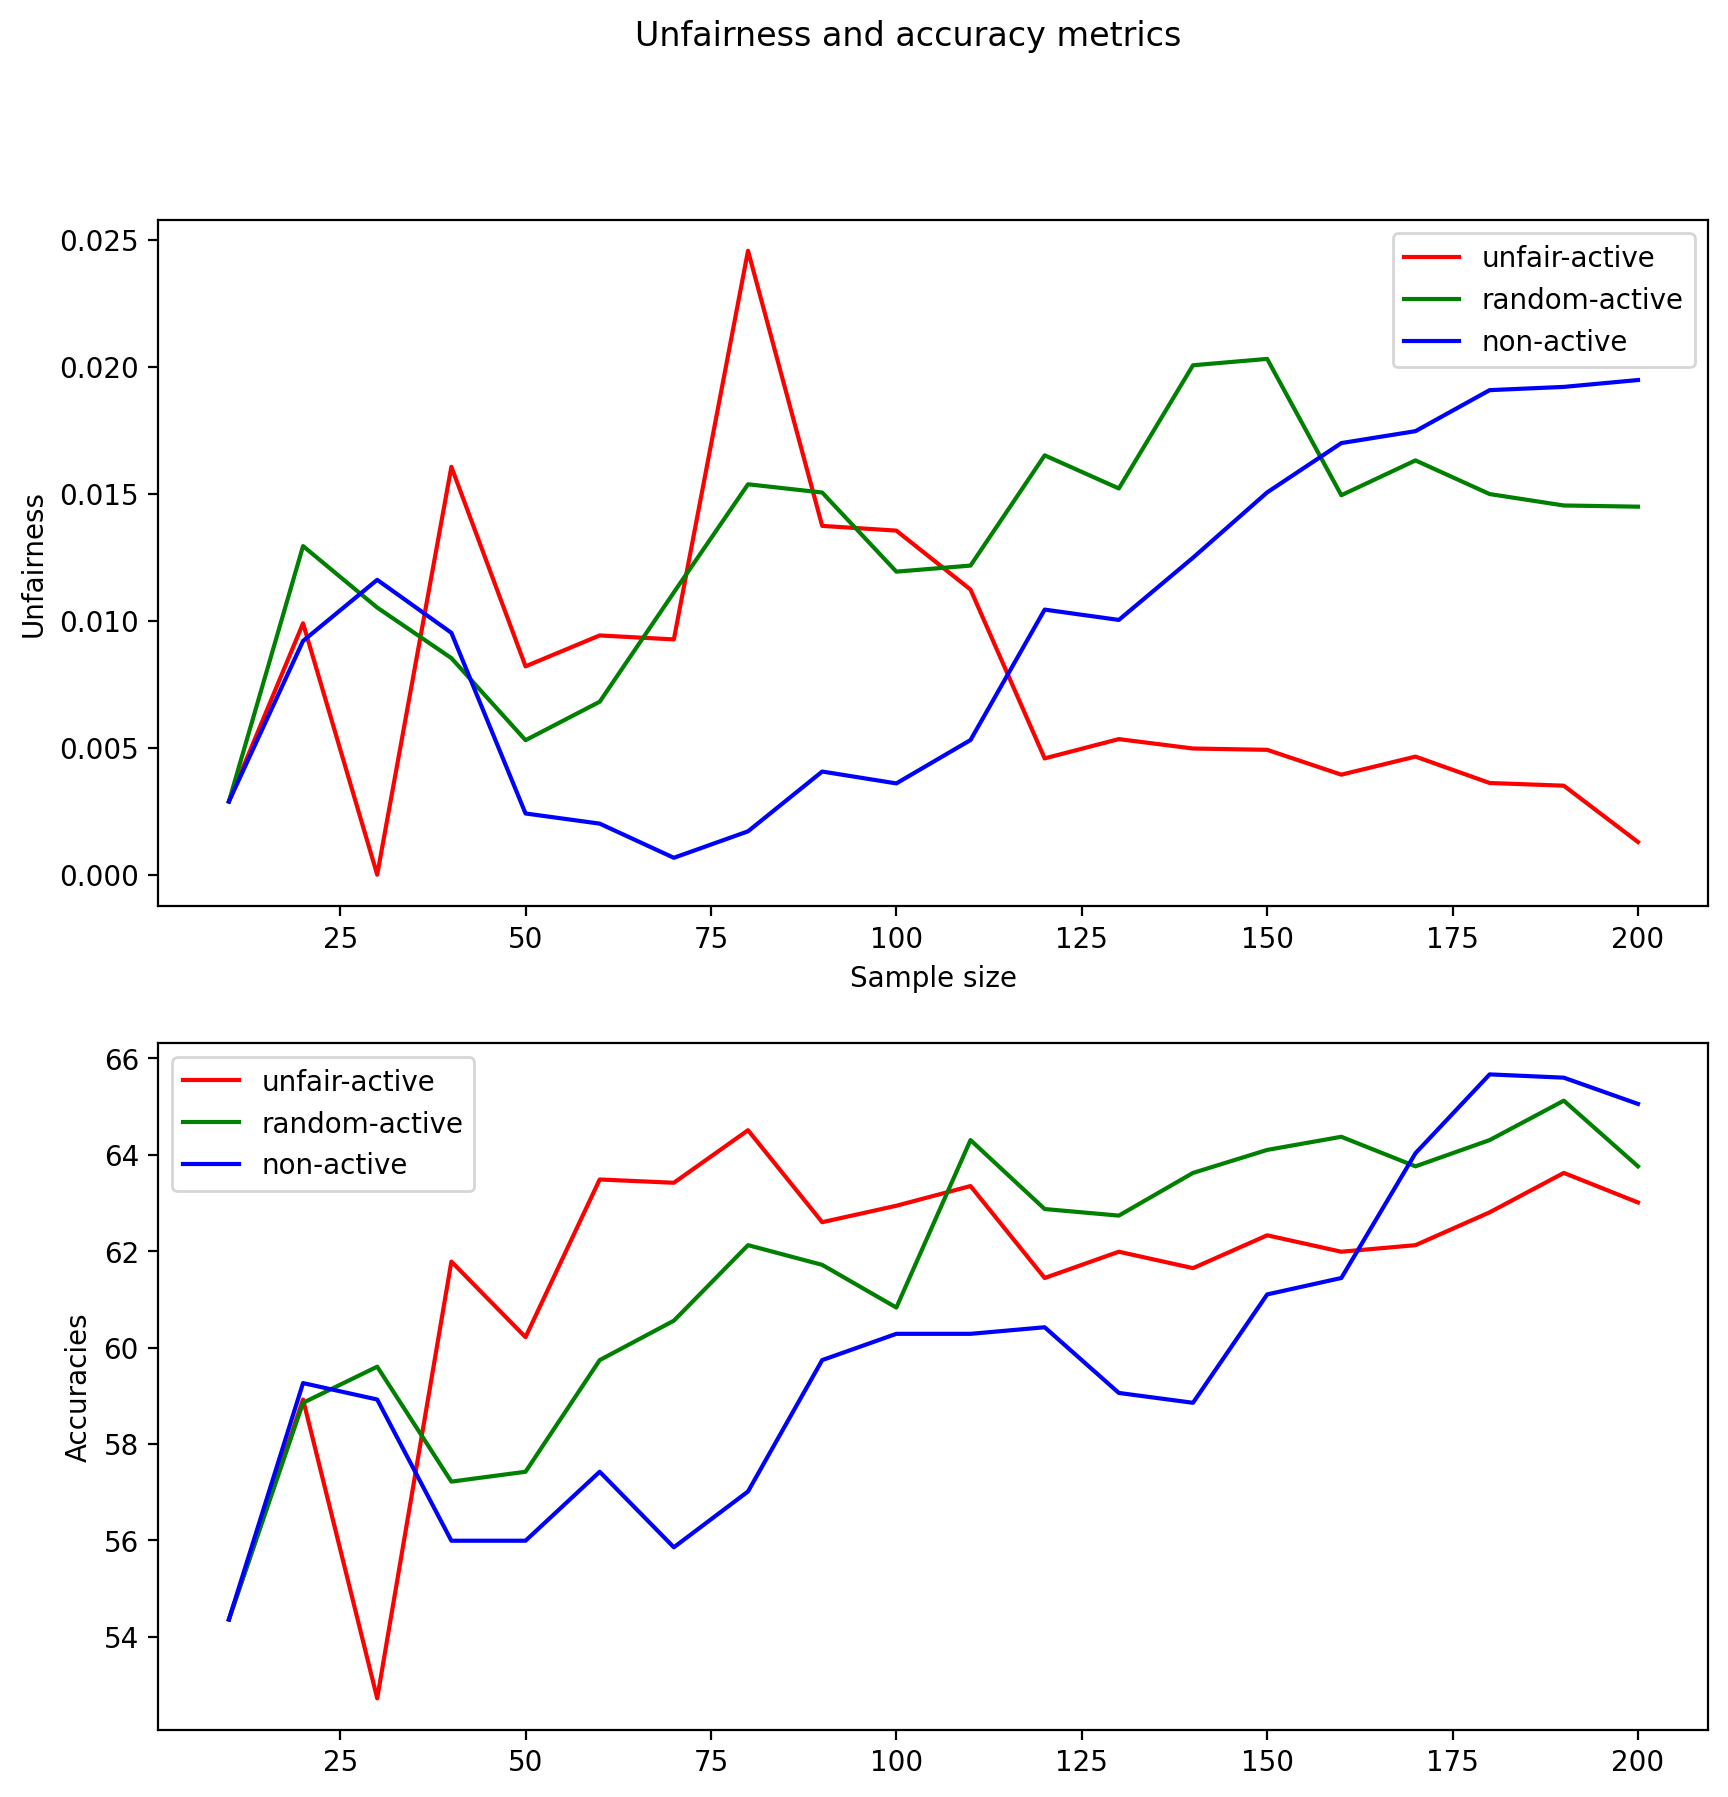 Unfairness and accuracy metrics
Unfairness
0.025
0.020
0.015
0.010
0.005
0.000
unfair-active
random-active
non-active
25 50 75 100 125 150 175 200
Sample size
Accuracies
66
64
62
60
58
56
54
unfair-active
random-active
non-active
25 50 75 100 125 150 175 200